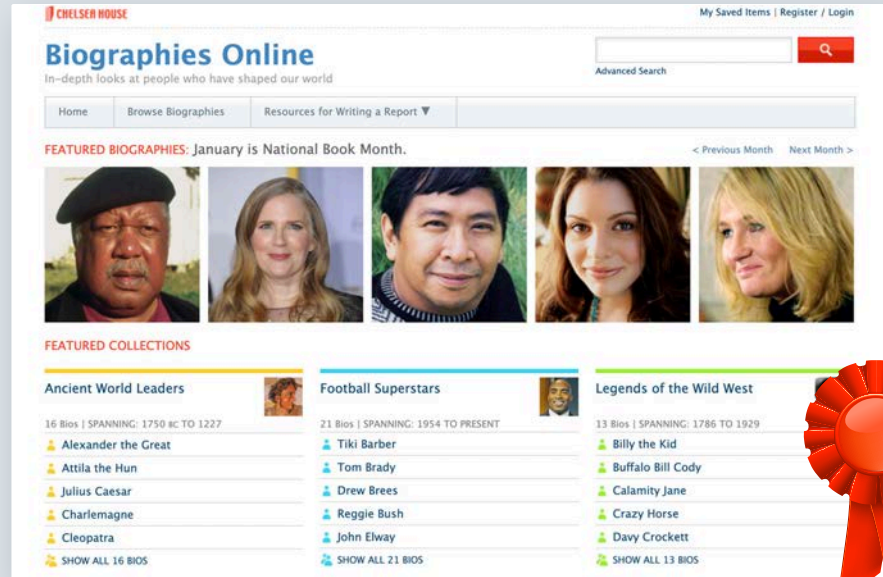 CHELSEA HOUSE
My Saved Items | Register / Login
Biographies Online
In-depth looks at people who have shaped our world
Advanced Search
Home Browse Biographies Resources for Writing a Report ▼
FEATURED BIOGRAPHIES: January is National Book Month.
< Previous Month Next Month >
FEATURED COLLECTIONS
Ancient World Leaders
16 Bios | SPANNING: 1750 BC TO 1227
Alexander the Great
Attila the Hun
Julius Caesar
Charlemagne
Cleopatra
SHOW ALL 16 BIOS
Football Superstars
21 Bios | SPANNING: 1954 TO PRESENT
Tiki Barber
Tom Brady
Drew Brees
Reggie Bush
John Elway
SHOW ALL 21 BIOS
Legends of the Wild West
13 Bios | SPANNING: 1786 TO 1929
Billy the Kid
Buffalo Bill Cody
Calamity Jane
Crazy Horse
Davy Crockett
SHOW ALL 13 BIOS